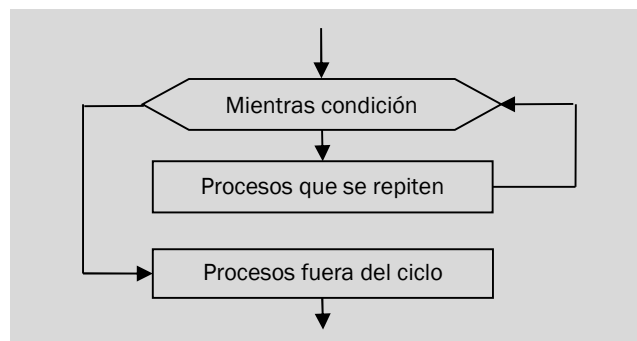 Mientras condición
Procesos que se repiten
Procesos fuera del ciclo